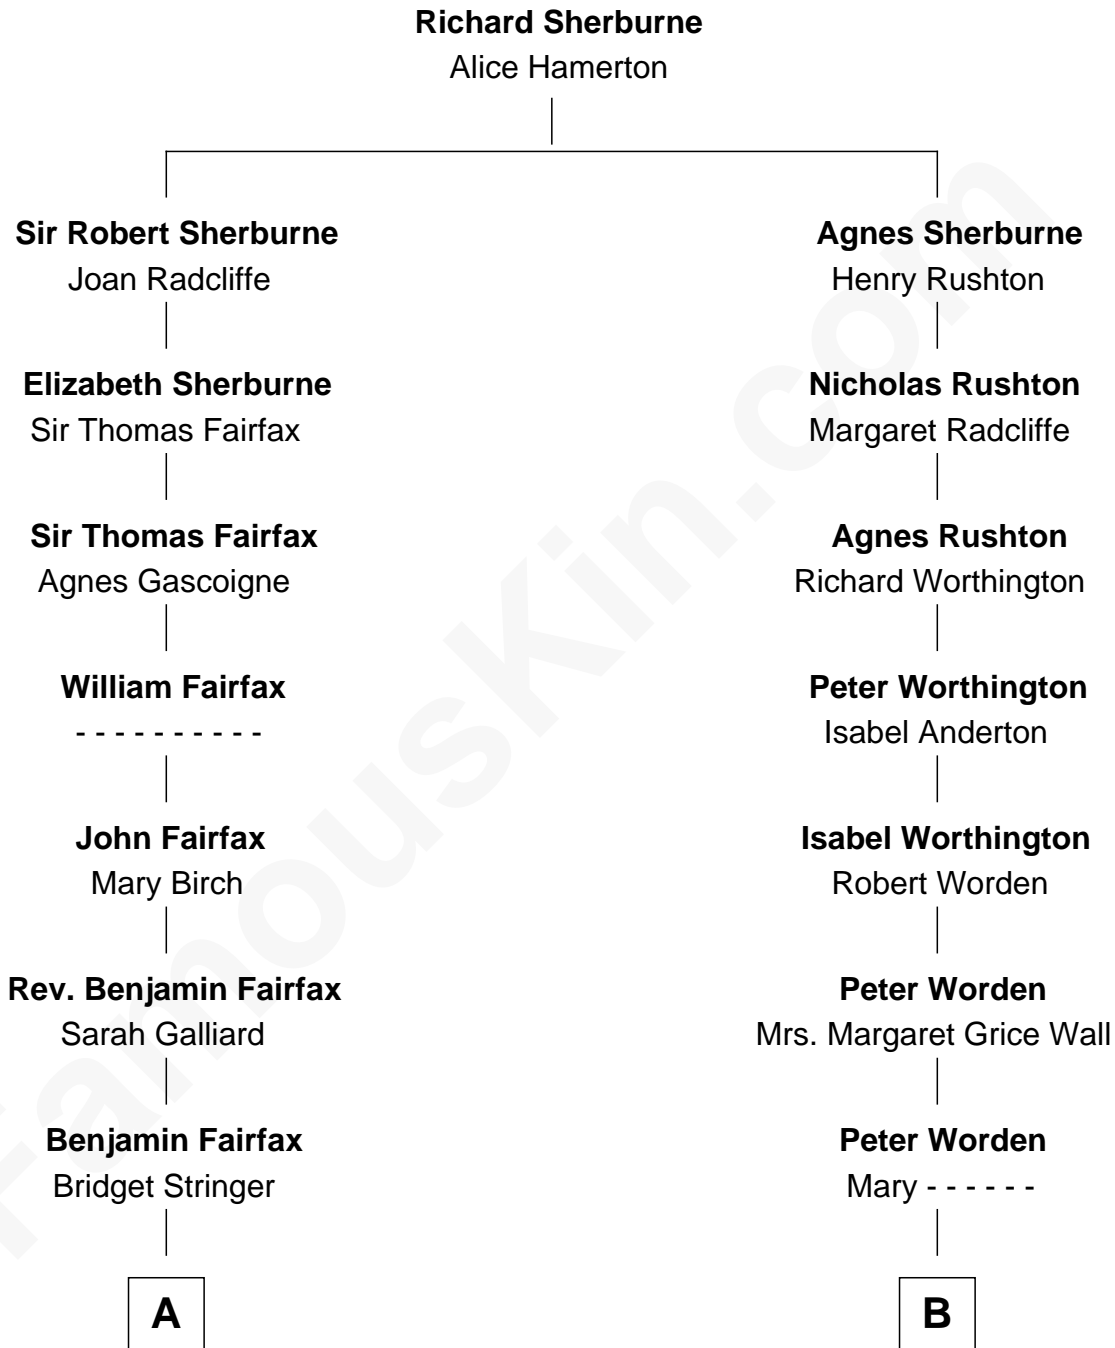 Richard Sherburne
Alice Hamerton
Sir Robert Sherburne
Joan Radcliffe
Agnes Sherburne
Henry Rushton
Elizabeth Sherburne
Sir Thomas Fairfax
Nicholas Rushton
Margaret Radcliffe
Sir Thomas Fairfax
Agnes Gascoigne
Agnes Rushton
Richard Worthington
William Fairfax
- - - - - - - - - -
Peter Worthington
Isabel Anderton
John Fairfax
Mary Birch
Isabel Worthington
Robert Worden
Rev. Benjamin Fairfax
Sarah Galliard
Peter Worden
Mrs. Margaret Grice Wall
Benjamin Fairfax
Bridget Stringer
Peter Worden
Mary - - - - - -
A
B
FamousKin.com